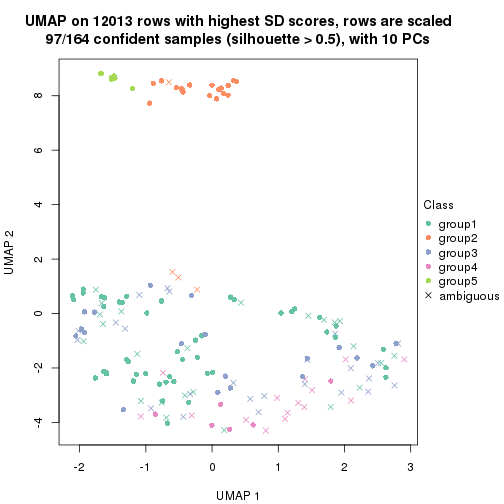 UMAP on 12013 rows with highest SD scores, rows are scaled
97/164 confident samples (silhouette > 0.5), with 10 PCs
8
6
4
2
0
-2
-4
UMAP 2
-2
-1
0
1
2
3
UMAP 1
Class
group1
group2
group3
group4
group5
ambiguous